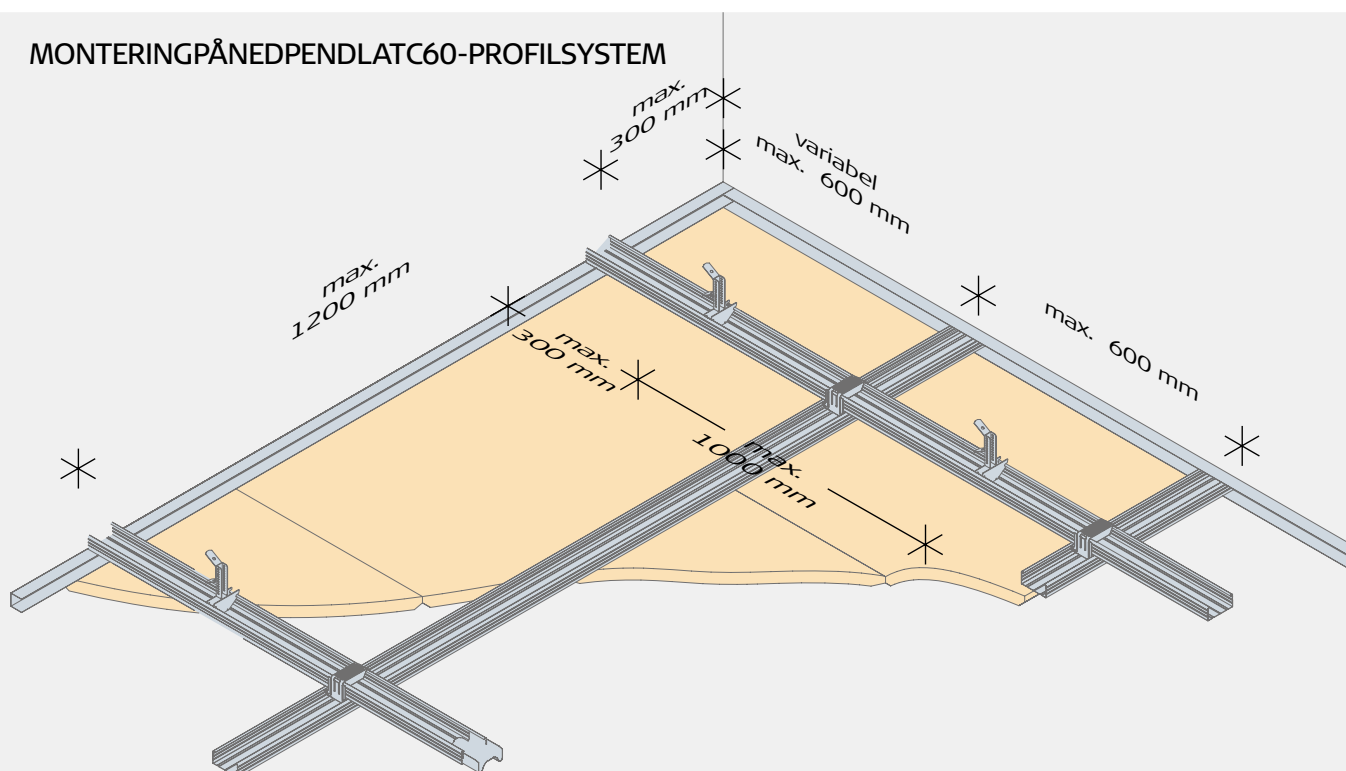 MONTERINGPÅNEDPENDLATC60-PROFILSYSTEM
max.
300 mm
variabel
max. 600 mm
max.
1200 mm
max. 600 mm
max.
300 mm
max.
1000 mm